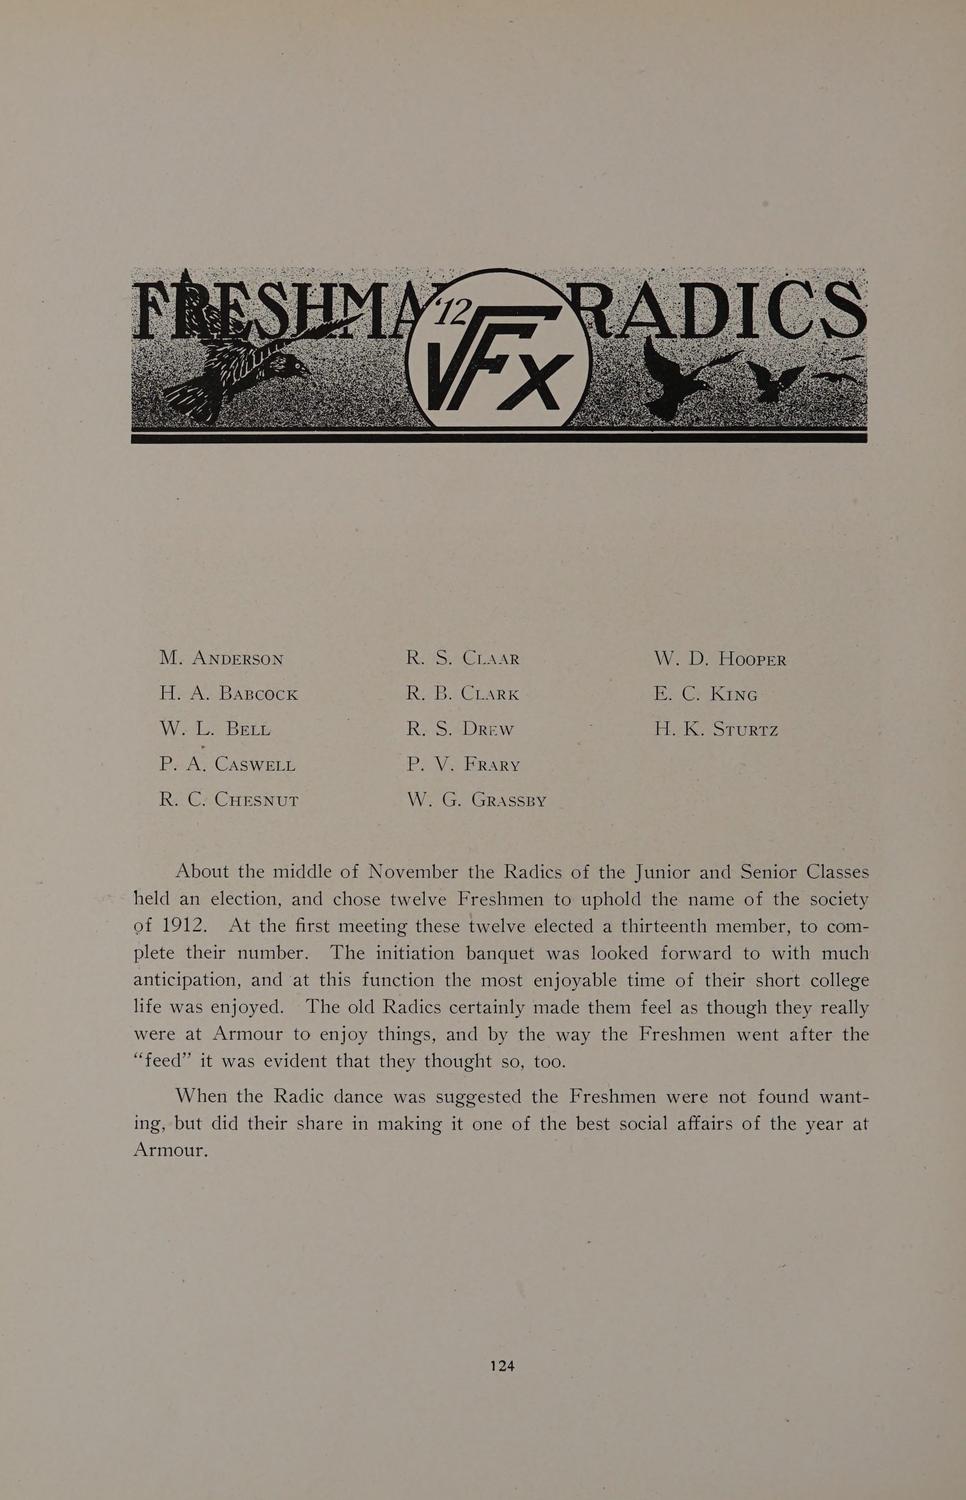 FRESHMA RADICS
'12
√Fx
M. Anderson R. S. Claar W. D. Hooper
H. A. Babcock R. B. Clark E. C. King
W. L. Bell R. S. Drew H. K. Sturtz
P. A. Caswell P. V. Frary
R. C. Chesnut W. G. Grassby
About the middle of November the Radics of the Junior and Senior Classes
held an election, and chose twelve Freshmen to uphold the name of the society
of 1912. At the first meeting these twelve elected a thirteenth member, to com-
plete their number. The initiation banquet was looked forward to with much
anticipation, and at this function the most enjoyable time of their short college
life was enjoyed. The old Radics certainly made them feel as though they really
were at Armour to enjoy things, and by the way the Freshmen went after the
“feed” it was evident that they thought so, too.
When the Radic dance was suggested the Freshmen were not found want-
ing, but did their share in making it one of the best social affairs of the year at
Armour.
124